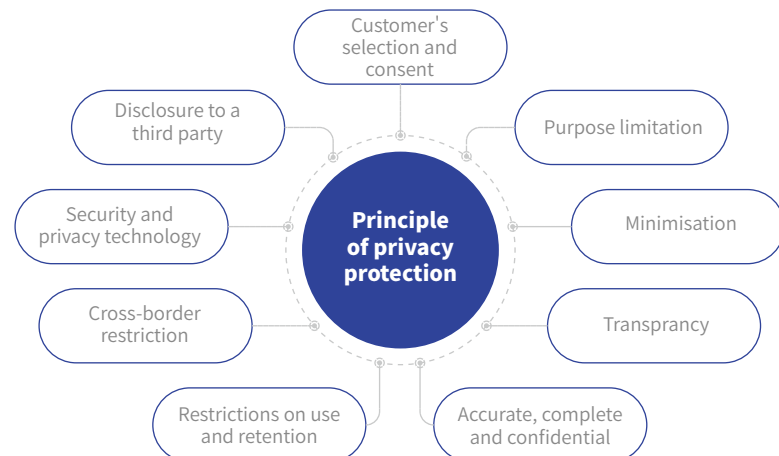 Customer's
selection and
consent
Disclosure to a
third party
Purpose limitation
Security and
privacy technology
Minimisation
Principle
of privacy
protection
Cross-border
restriction
Transprancy
Restrictions on use
and retention
Accurate, complete
and confidential